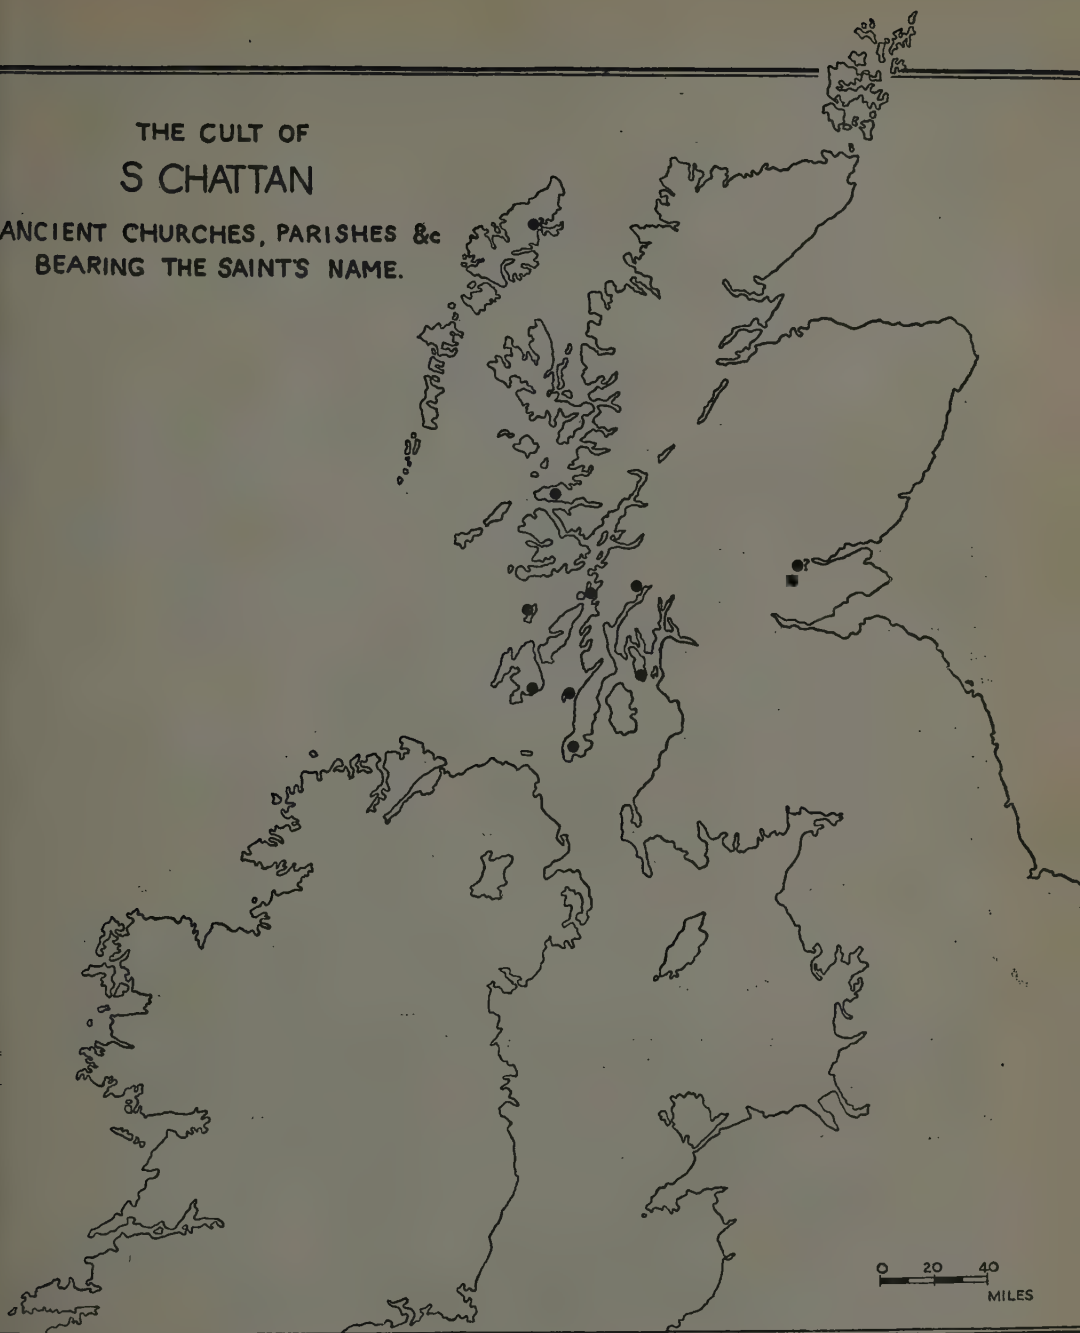 THE CULT OF
S CHATTAN
ANCIENT CHURCHES, PARISHES &c
BEARING THE SAINT'S NAME.
?
0 20 40
MILES